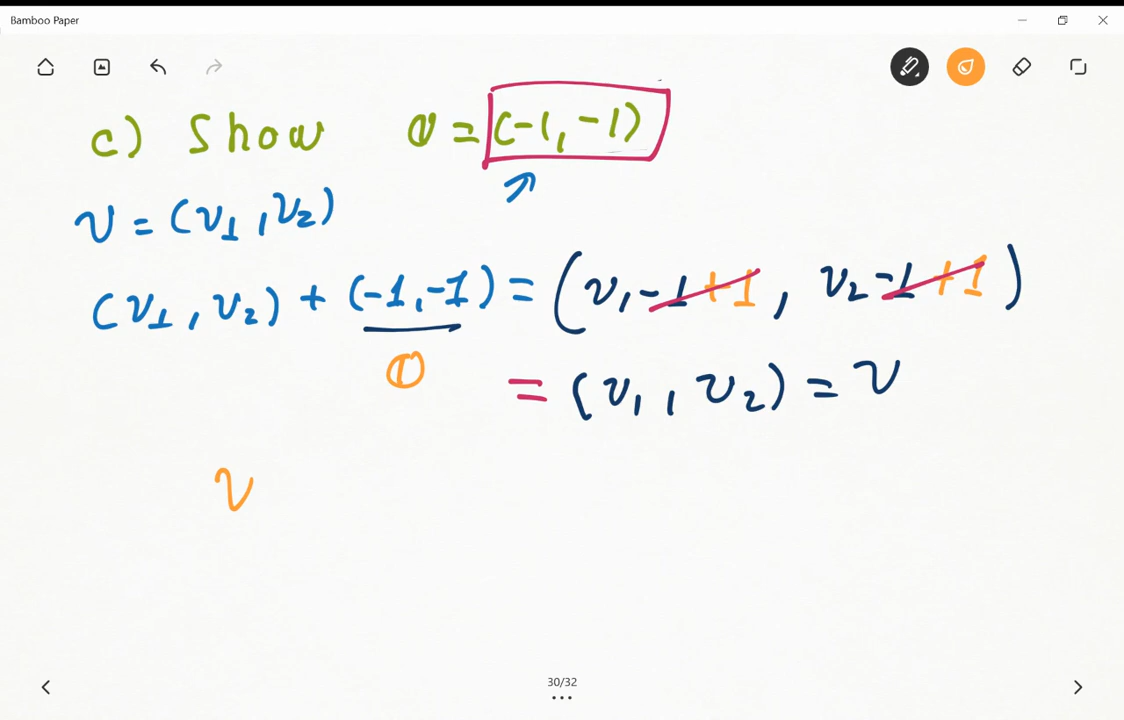 Bamboo Paper
c) Show 0 = (-1, -1)
v = (v₁, v₂)
(v₁, v₂) + (-1, -1) = (v₁ -1 +1, v₂ -1 +1)
0
= (v₁, v₂) = v
v
30/32